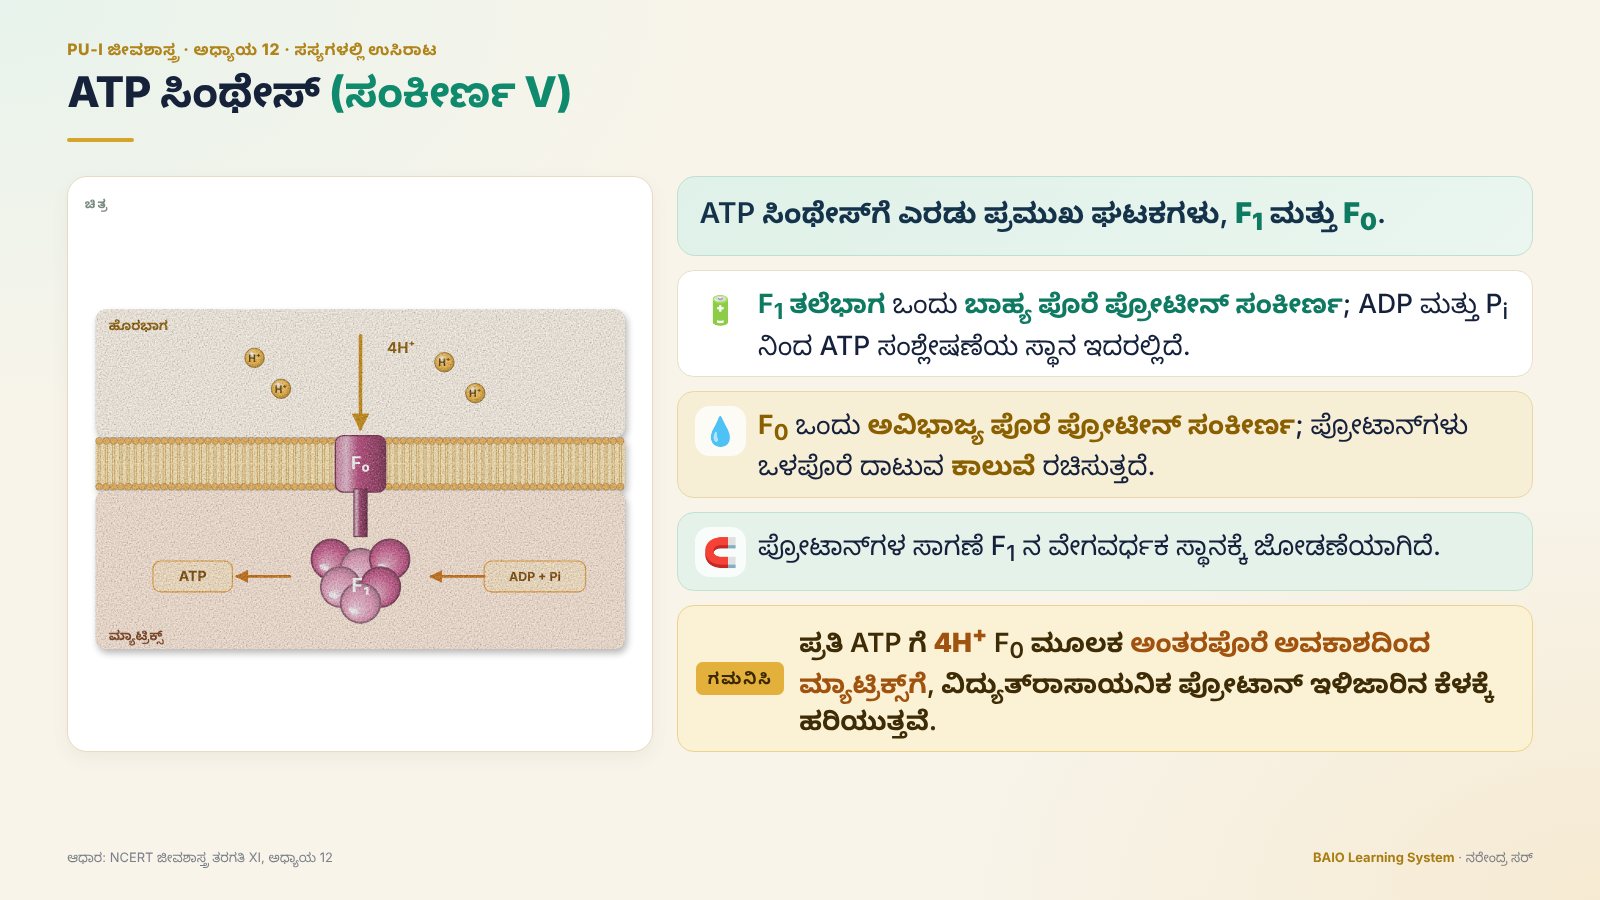 PU-I ಜೀವಶಾಸ್ತ್ರ · ಅಧ್ಯಾಯ 12 · ಸಸ್ಯಗಳಲ್ಲಿ ಉಸಿರಾಟ
ATP ಸಿಂಥೇಸ್ (ಸಂಕೀರ್ಣ V)
ಚಿತ್ರ
ಹೊರಭಾಗ
4H⁺
H⁺
H⁺
H⁺
H⁺
F₀
ATP
F₁
ADP + Pi
ಮ್ಯಾಟ್ರಿಕ್ಸ್
ATP ಸಿಂಥೇಸ್‌ಗೆ ಎರಡು ಪ್ರಮುಖ ಘಟಕಗಳು, F₁ ಮತ್ತು F₀.
F₁ ತಲೆಭಾಗ ಒಂದು ಬಾಹ್ಯ ಪೊರೆ ಪ್ರೋಟೀನ್ ಸಂಕೀರ್ಣ; ADP ಮತ್ತು Pᵢ
ನಿಂದ ATP ಸಂಶ್ಲೇಷಣೆಯ ಸ್ಥಾನ ಇದರಲ್ಲಿದೆ.
F₀ ಒಂದು ಅವಿಭಾಜ್ಯ ಪೊರೆ ಪ್ರೋಟೀನ್ ಸಂಕೀರ್ಣ; ಪ್ರೋಟಾನ್‌ಗಳು
ಒಳಪೊರೆ ದಾಟುವ ಕಾಲುವೆ ರಚಿಸುತ್ತದೆ.
ಪ್ರೋಟಾನ್‌ಗಳ ಸಾಗಣೆ F₁ ನ ವೇಗವರ್ಧಕ ಸ್ಥಾನಕ್ಕೆ ಜೋಡಣೆಯಾಗಿದೆ.
ಗಮನಿಸಿ
ಪ್ರತಿ ATP ಗೆ 4H⁺ F₀ ಮೂಲಕ ಅಂತರಪೊರೆ ಅವಕಾಶದಿಂದ
ಮ್ಯಾಟ್ರಿಕ್ಸ್‌ಗೆ, ವಿದ್ಯುತ್‌ರಾಸಾಯನಿಕ ಪ್ರೋಟಾನ್ ಇಳಿಜಾರಿನ ಕೆಳಕ್ಕೆ
ಹರಿಯುತ್ತವೆ.
ಆಧಾರ: NCERT ಜೀವಶಾಸ್ತ್ರ ತರಗತಿ XI, ಅಧ್ಯಾಯ 12
BAIO Learning System · ನರೇಂದ್ರ ಸರ್